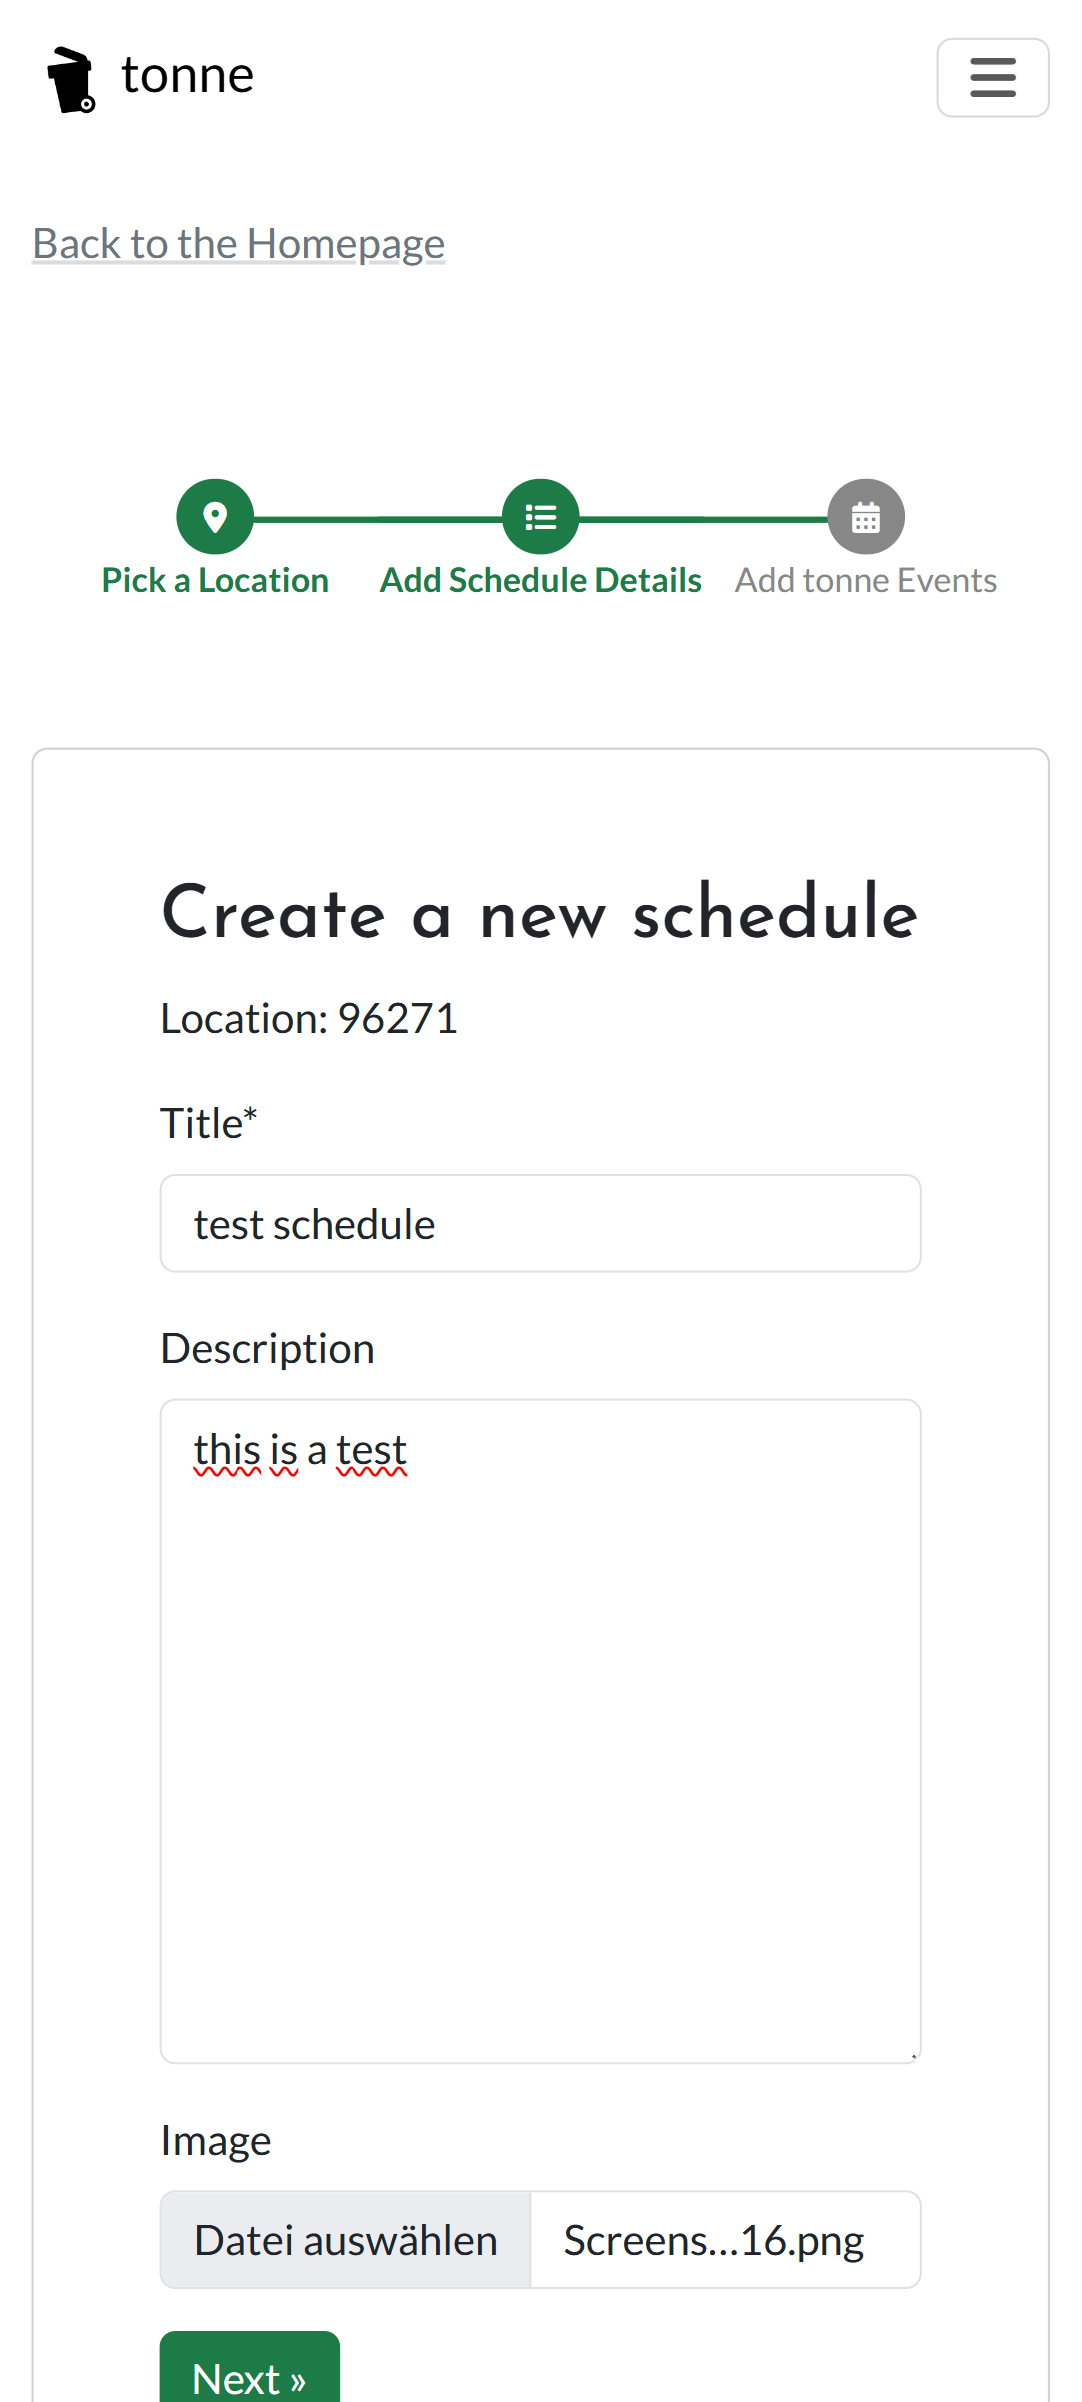 tonne
Back to the Homepage
Pick a Location
Add Schedule Details
Add tonne Events
Create a new schedule
Location: 96271
Title*
test schedule
Description
this is a test
Image
Datei auswählen
Screens...16.png
Next »